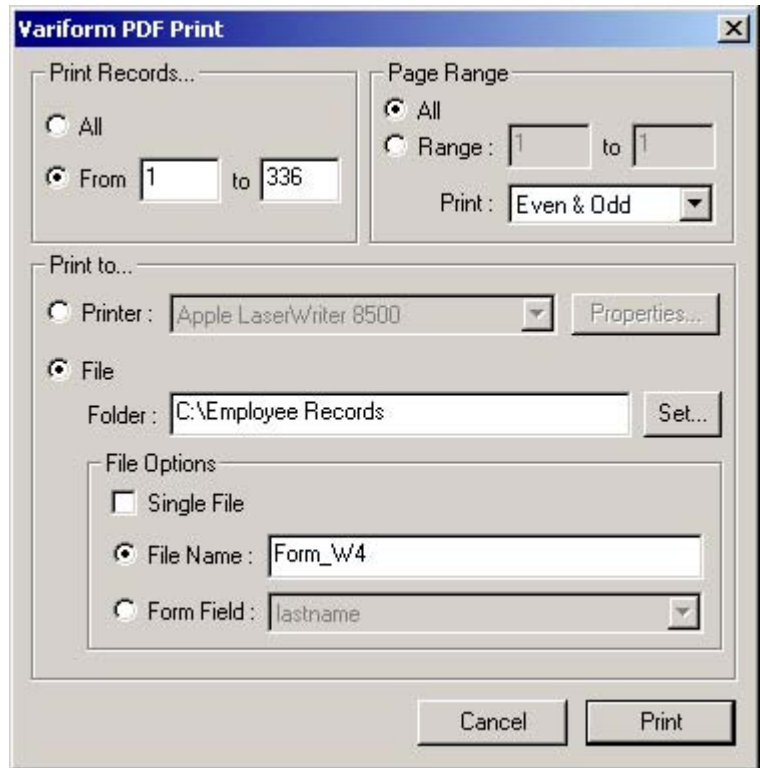 Variform PDF Print
Print Records...
All
From 1 to 336
Page Range
All
Range : 1 to 1
Print : Even & Odd
Print to...
Printer : Apple LaserWriter 8500 Properties...
File
Folder : C:\Employee Records Set...
File Options
Single File
File Name : Form_W4
Form Field : lastname
Cancel Print